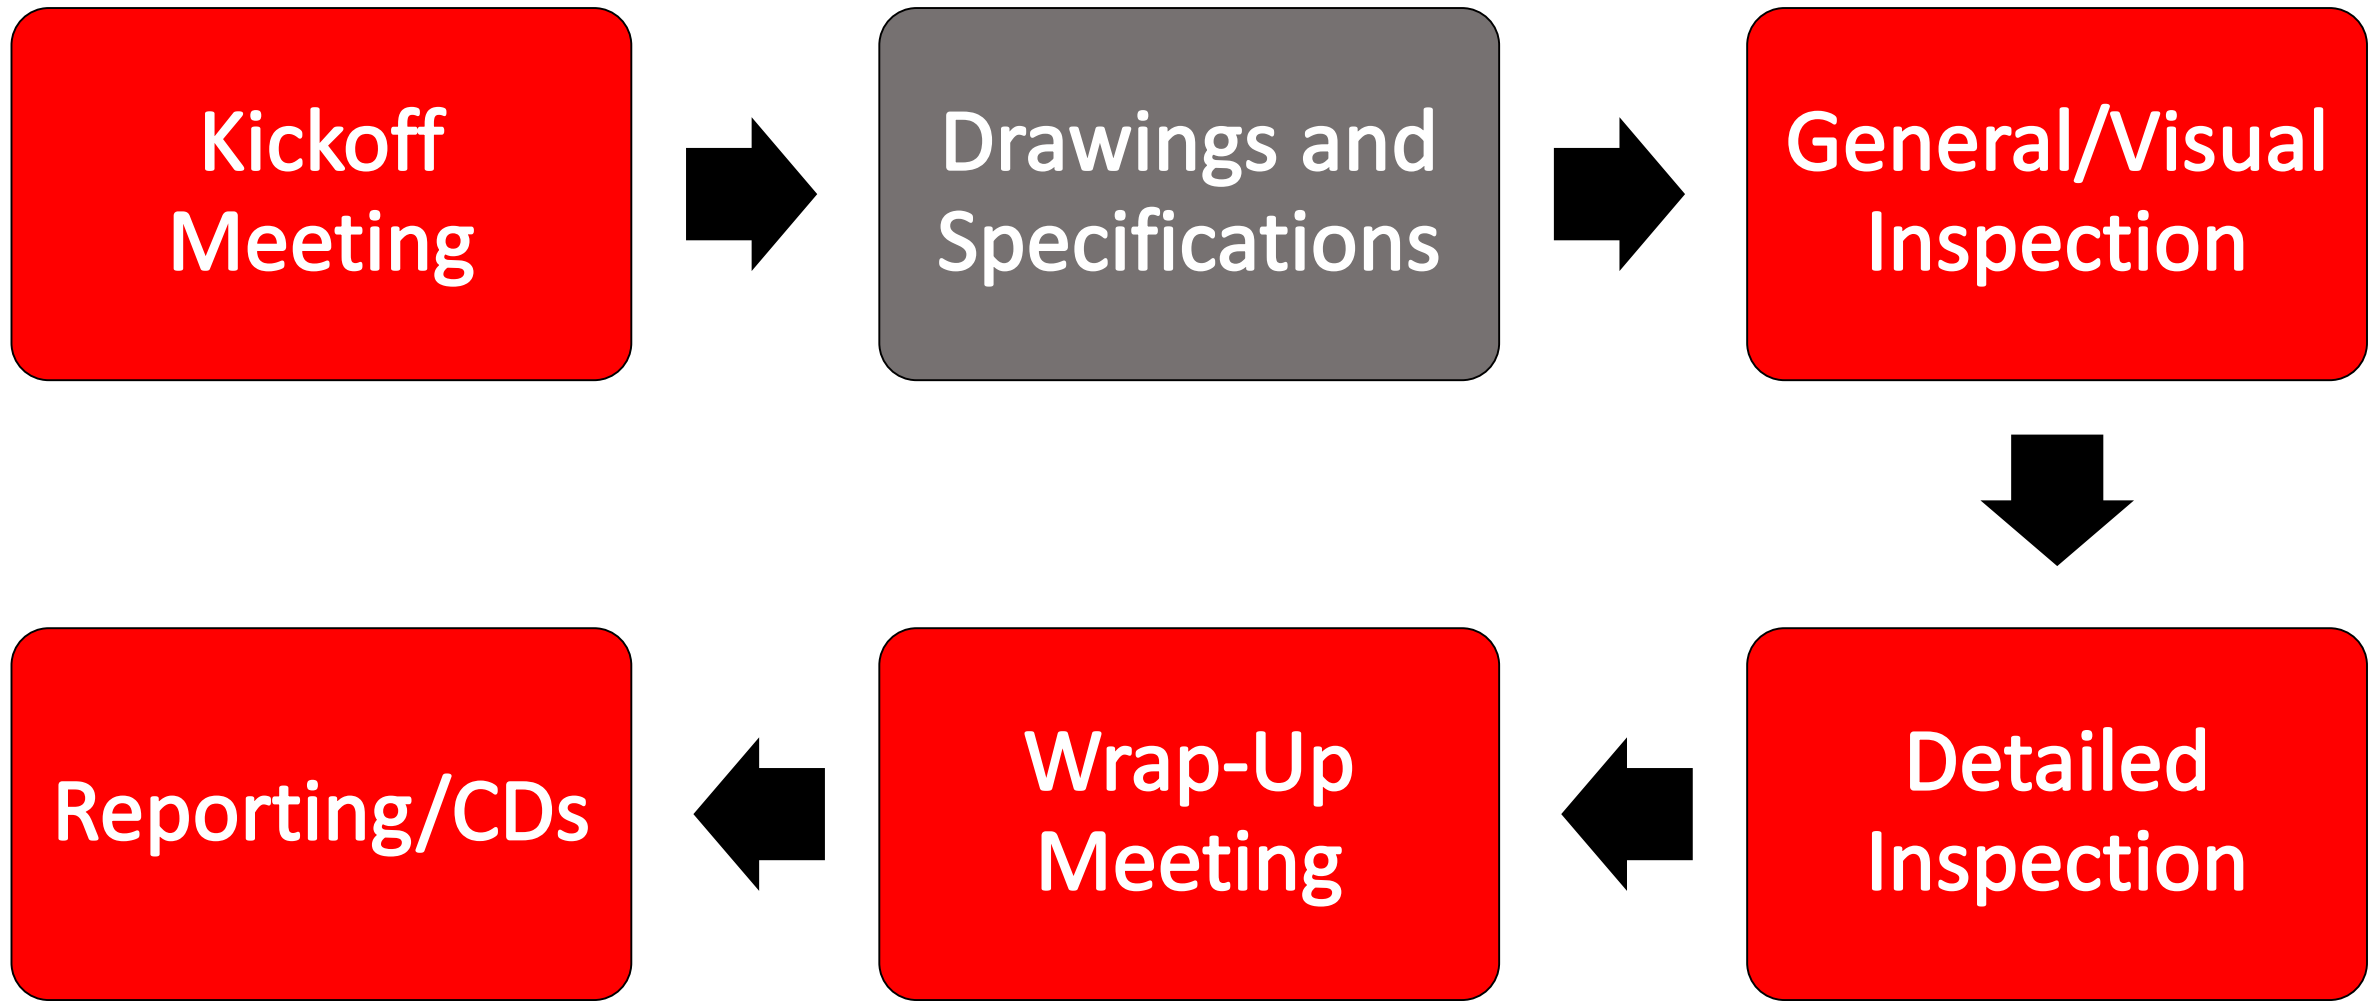 Kickoff
Meeting
Drawings and
Specifications
General/Visual
Inspection
Detailed
Inspection
Wrap-Up
Meeting
Reporting/CDs